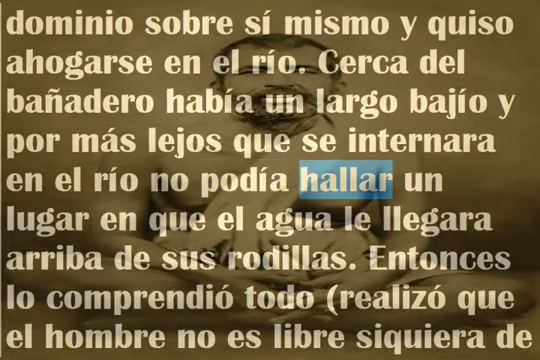 dominio sobre sí mismo y quiso
ahogarse en el río. Cerca del
bañadero había un largo bajío y
por más lejos que se internara
en el río no podía hallar un
lugar en que el agua le llegara
arriba de sus rodillas. Entonces
lo comprendió todo (realizó que
el hombre no es libre siquiera de